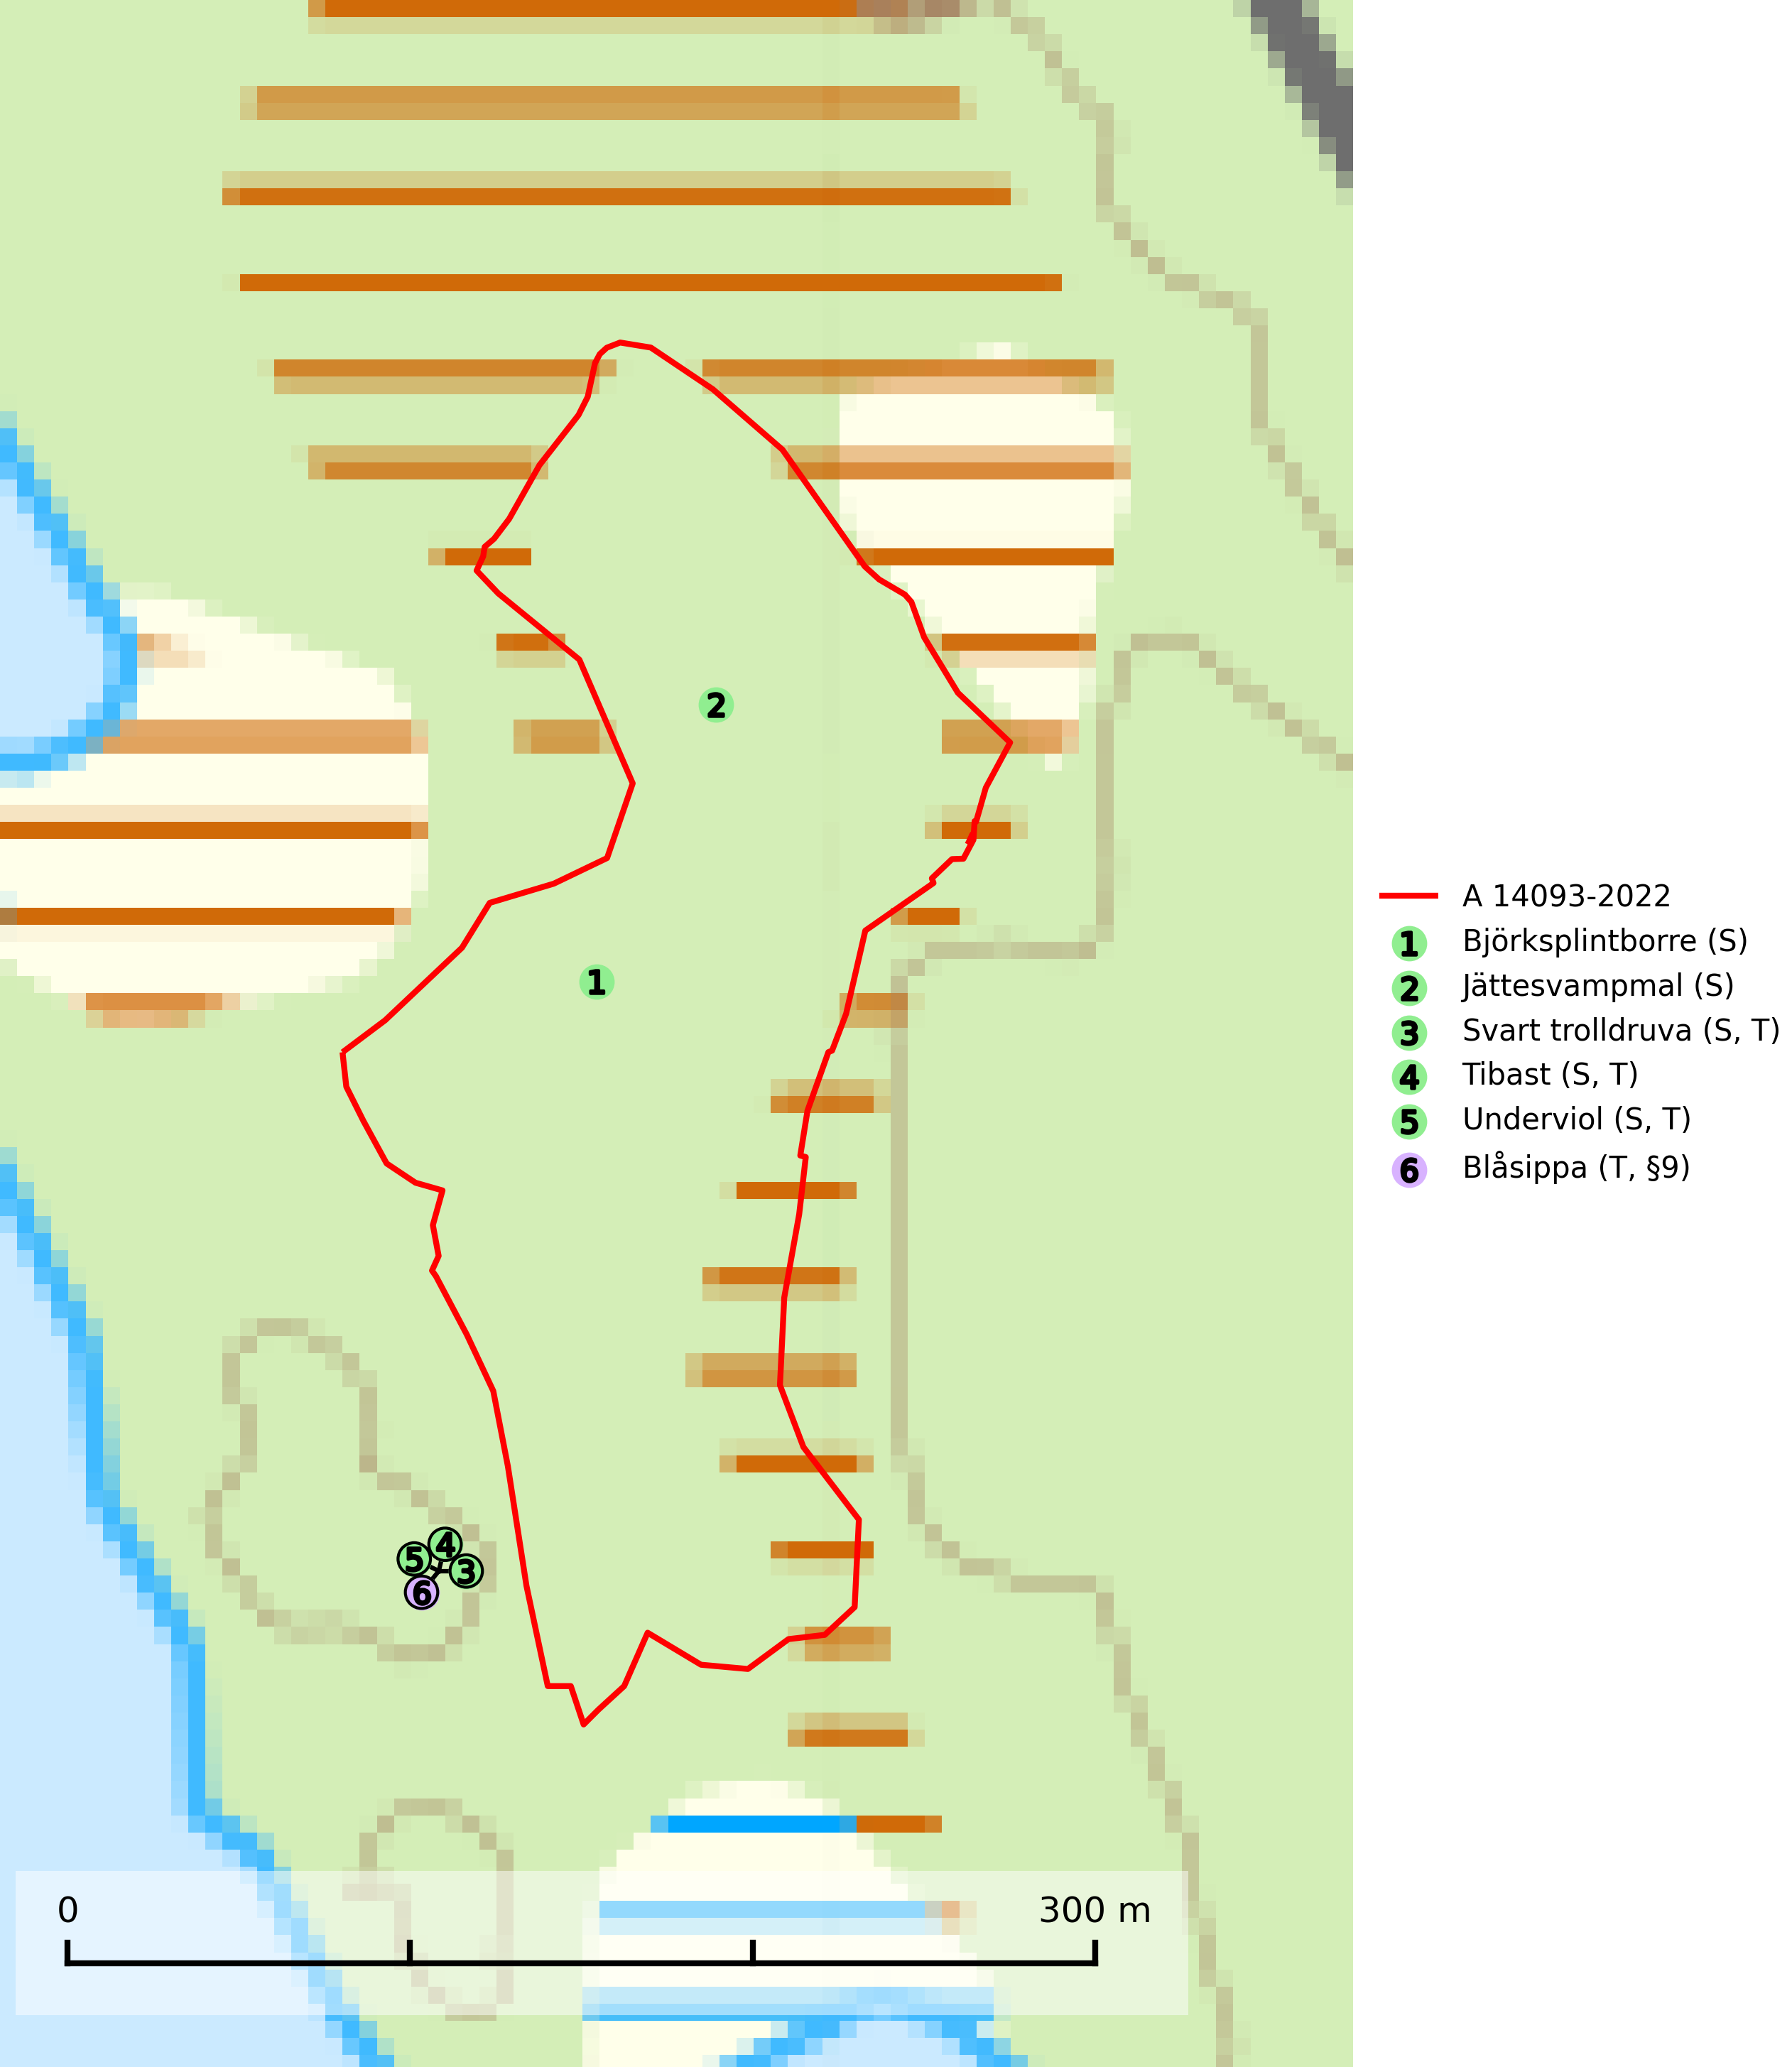 2
1
4
5
3
6
0
300 m
A 14093-2022
1 Björksplintborre (S)
2 Jättesvampmal (S)
3 Svart trolldruva (S, T)
4 Tibast (S, T)
5 Underviol (S, T)
6 Blåsippa (T, §9)